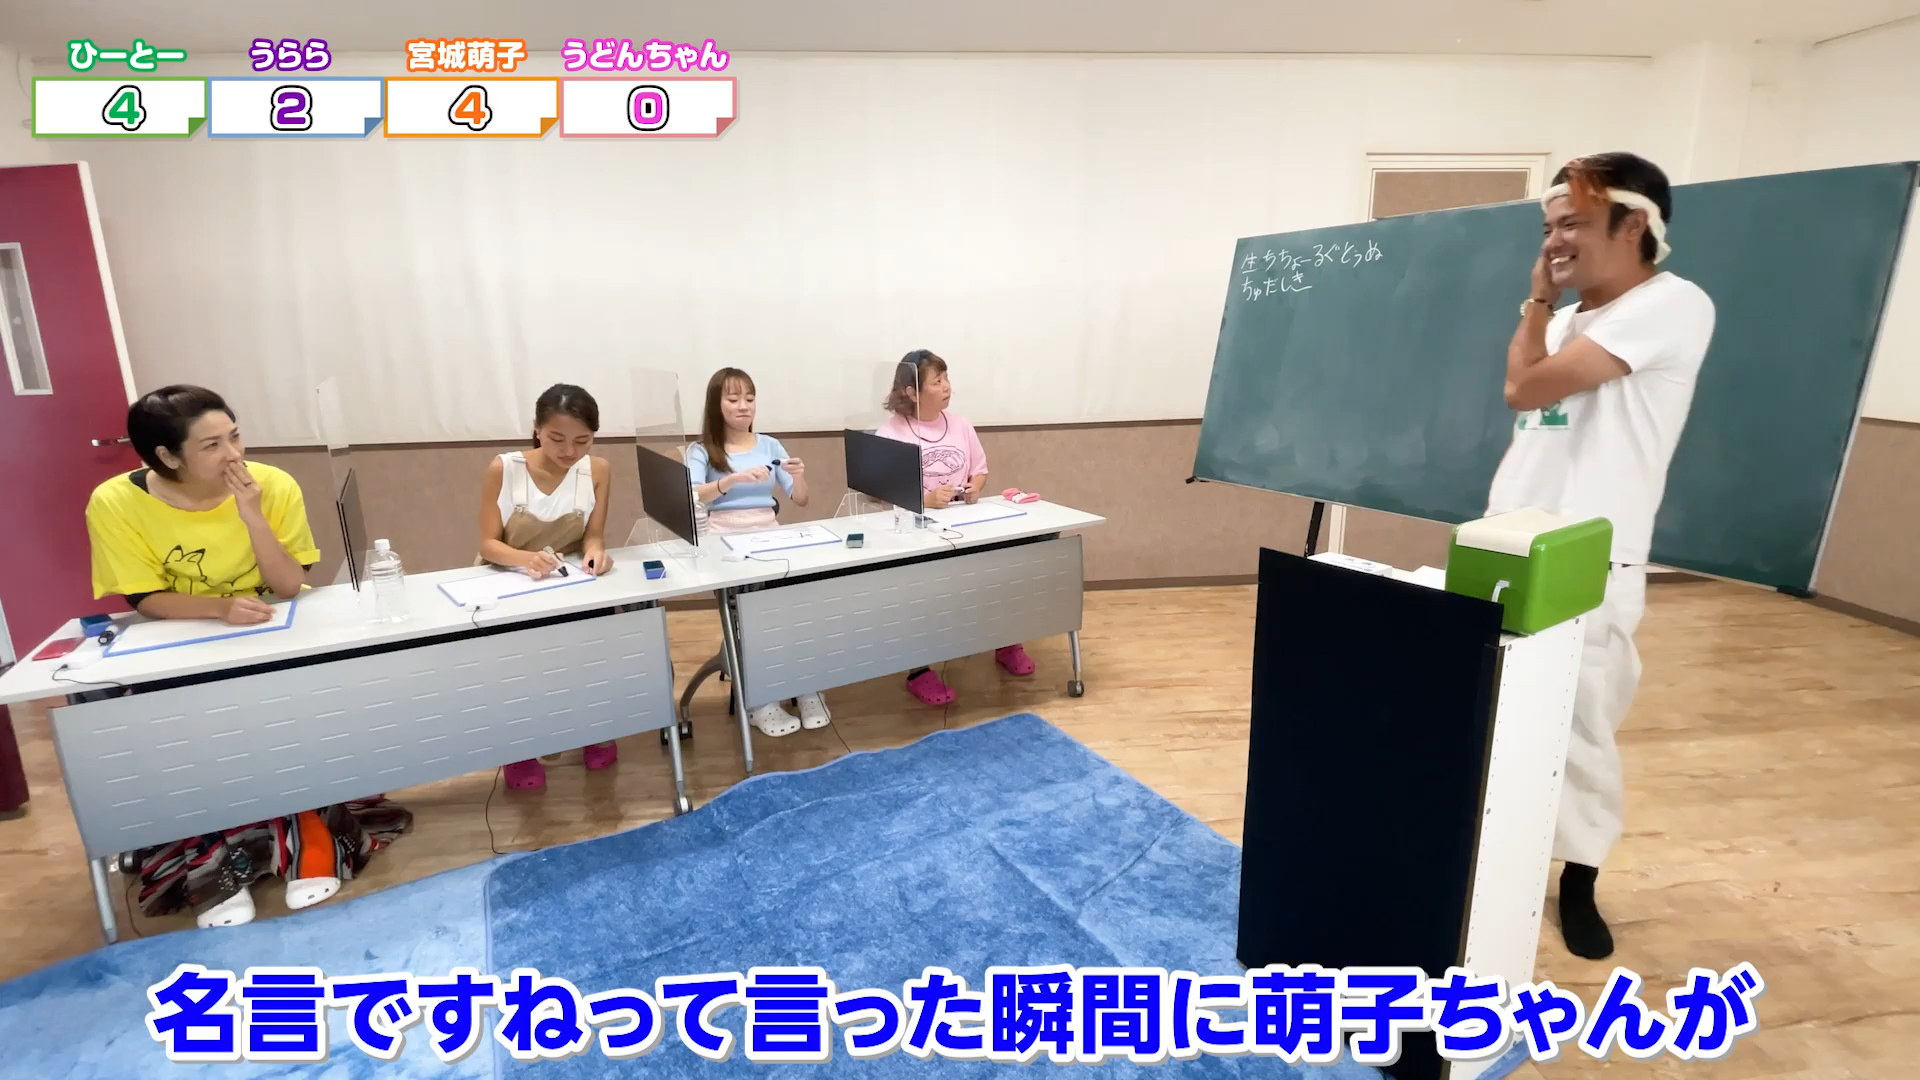 ひーとー
うらら
宮城萌子
うどんちゃん
4
2
4
0
生ちちょーるぐとぅぬ
ちゅだしき
名言ですねって言った瞬間に萌子ちゃんが